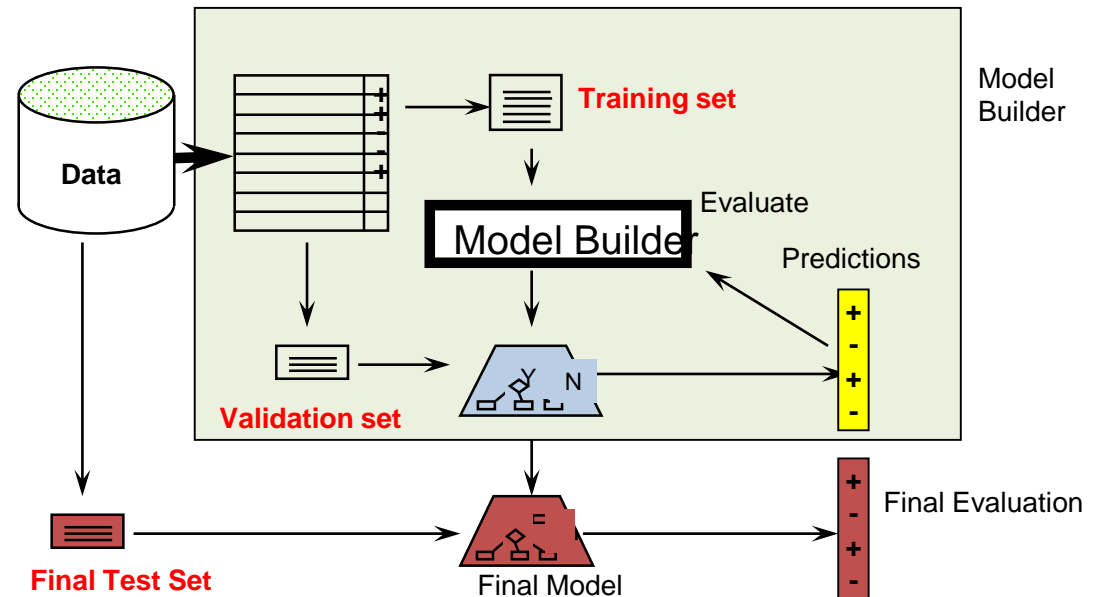 Model
Builder
Training set
+
+
-
-
+
Data
Evaluate
Model Builder
Predictions
+
-
+
-
Y N
Validation set
+
-
+
-
Final Evaluation
Final Test Set
Final Model